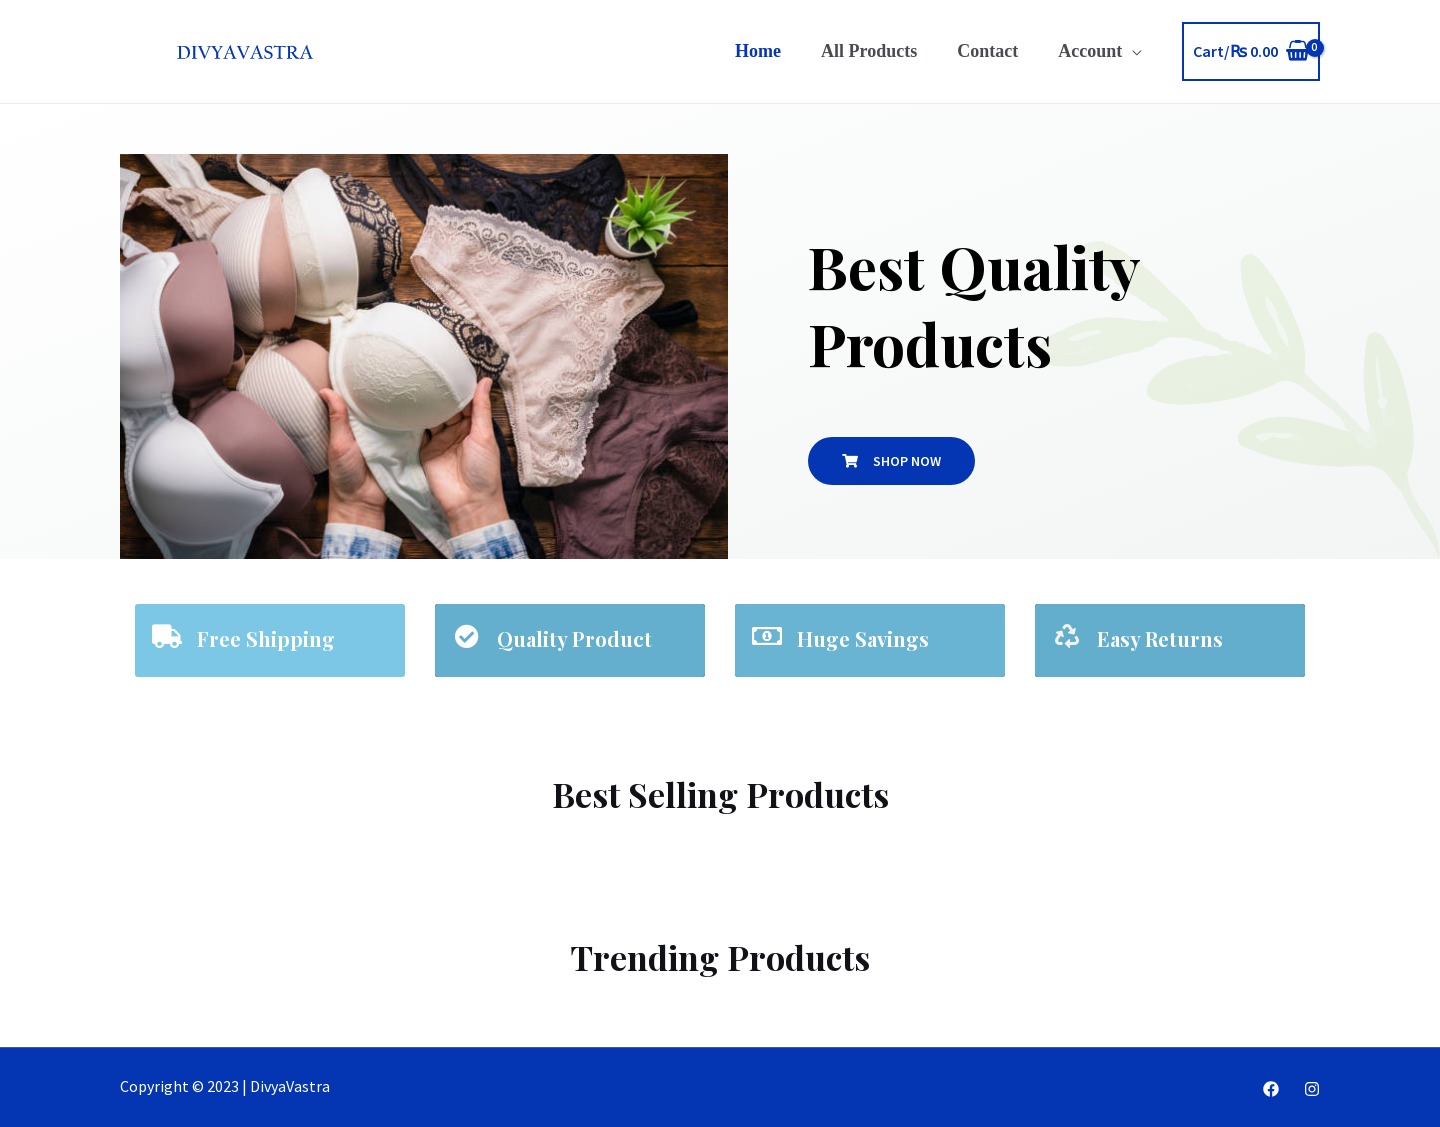 DIVYAVASTRA
Home
All Products
Contact
Account
Cart/₨ 0.00
0
Best Quality
Products
SHOP NOW
Free Shipping
Quality Product
Huge Savings
Easy Returns
Best Selling Products
Trending Products
Copyright © 2023 | DivyaVastra